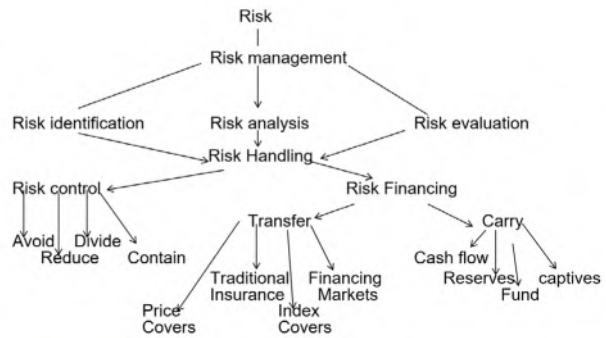 Risk
Risk management
Risk identification
Risk analysis
Risk evaluation
Risk Handling
Risk control
Risk Financing
Transfer
Carry
Avoid
Divide
Reduce
Contain
Cash flow
Reserves
captives
Fund
Traditional
Insurance
Financing
Markets
Price
Covers
Index
Covers